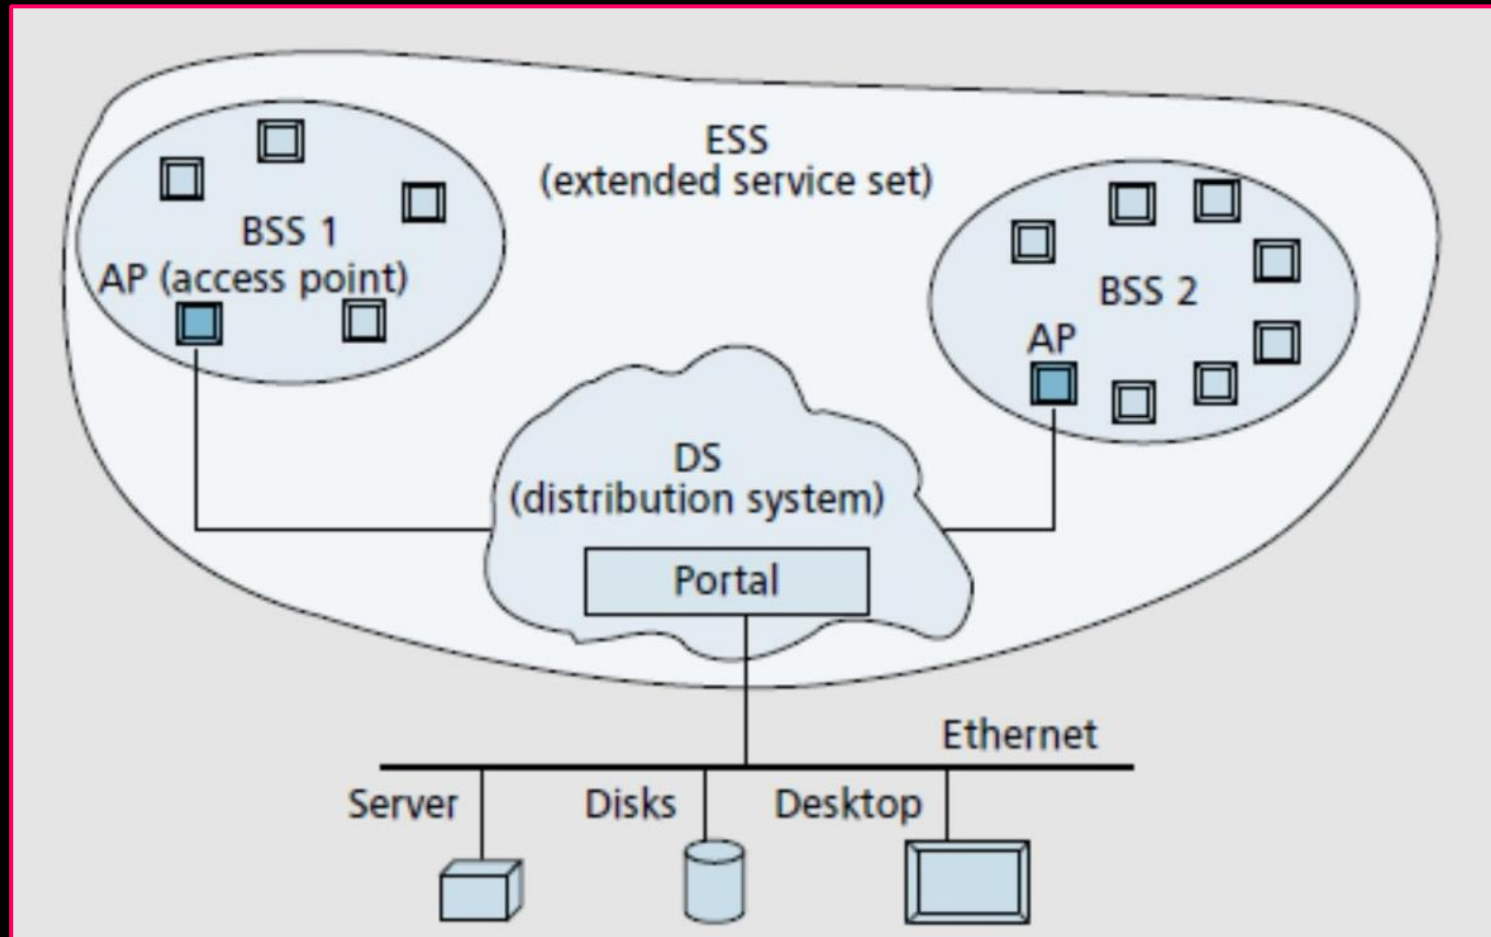 ESS
(extended service set)
BSS 1
AP (access point)
BSS 2
AP
DS
(distribution system)
Portal
Ethernet
Server
Disks
Desktop